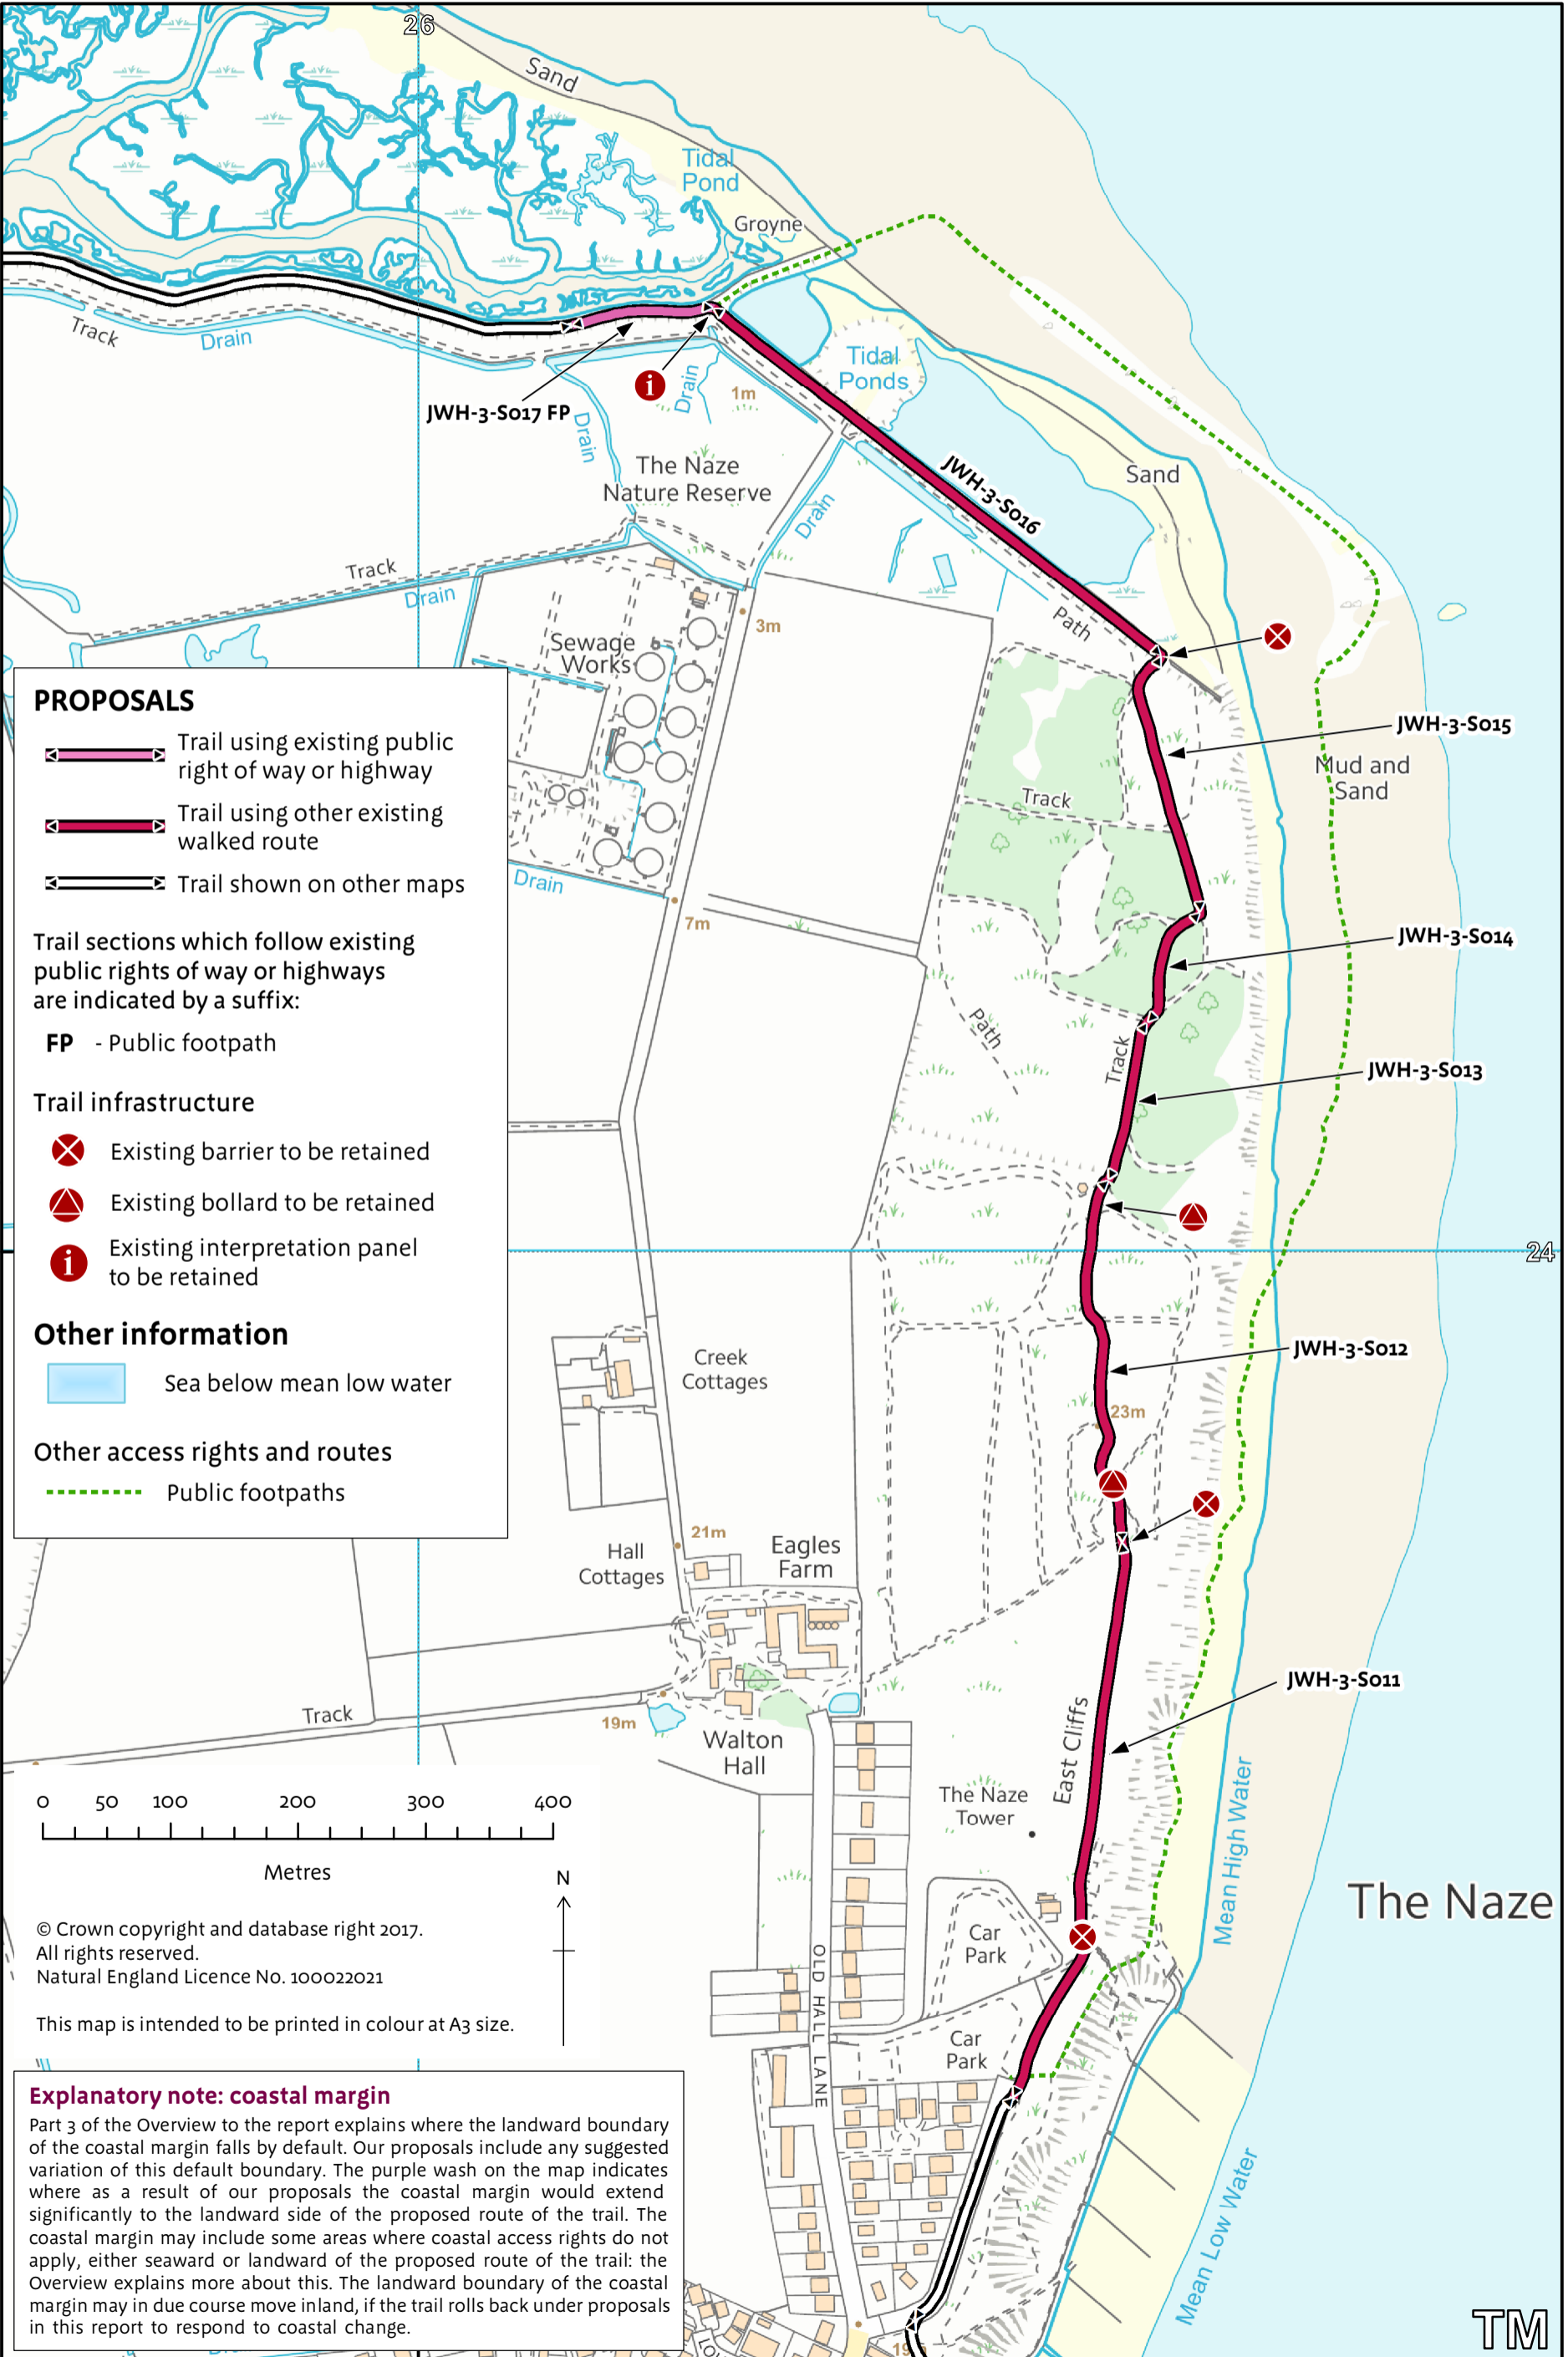 26
Sand
Tidal
Pond
Groyne
Track
Drain
Tidal
Ponds
JWH-3-S017 FP
i
Drain
1m
Drain
The Naze
Nature Reserve
Drain
JWH-3-S016
Sand
Track
Drain
Path
3m
Sewage
Works
JWH-3-S015
Mud and
Sand
Track
Drain
7m
JWH-3-S014
Path
Track
JWH-3-S013
24
PROPOSALS
Trail using existing public
right of way or highway
Trail using other existing
walked route
Trail shown on other maps
Trail sections which follow existing
public rights of way or highways
are indicated by a suffix:
FP - Public footpath
Trail infrastructure
Existing barrier to be retained
Existing bollard to be retained
i
Existing interpretation panel
to be retained
Other information
Sea below mean low water
Other access rights and routes
Public footpaths
Creek
Cottages
JWH-3-S012
23m
21m
Hall
Cottages
Eagles
Farm
JWH-3-S011
Track
19m
Walton
Hall
East Cliffs
The Naze
Tower
Mean High Water
The Naze
0 50 100 200 300 400
Metres
N
© Crown copyright and database right 2017.
All rights reserved.
Natural England Licence No. 100022021
This map is intended to be printed in colour at A3 size.
Car
Park
OLD HALL LANE
Car
Park
Mean Low Water
Explanatory note: coastal margin
Part 3 of the Overview to the report explains where the landward boundary
of the coastal margin falls by default. Our proposals include any suggested
variation of this default boundary. The purple wash on the map indicates
where as a result of our proposals the coastal margin would extend
significantly to the landward side of the proposed route of the trail. The
coastal margin may include some areas where coastal access rights do not
apply, either seaward or landward of the proposed route of the trail: the
Overview explains more about this. The landward boundary of the coastal
margin may in due course move inland, if the trail rolls back under proposals
in this report to respond to coastal change.
TM